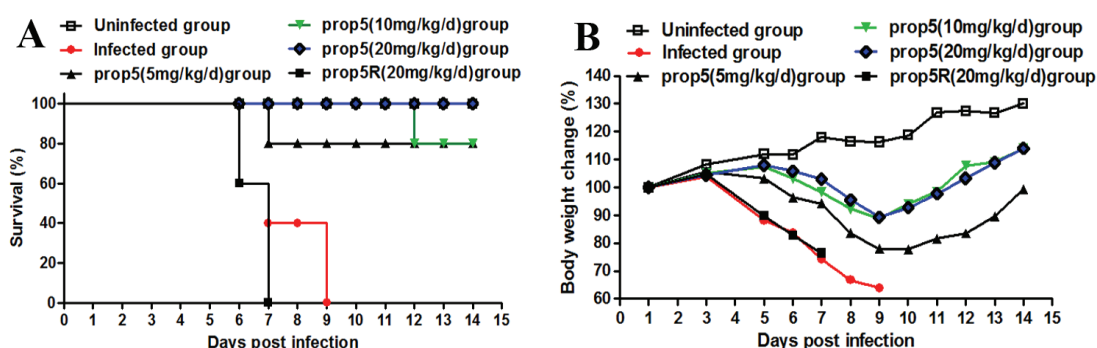 A
Uninfected group
Infected group
prop5(5mg/kg/d)group
prop5(10mg/kg/d)group
prop5(20mg/kg/d)group
prop5R(20mg/kg/d)group
Survival (%)
100
80
60
40
20
0
0 1 2 3 4 5 6 7 8 9 10 11 12 13 14 15
Days post infection
B
Uninfected group
Infected group
prop5(5mg/kg/d)group
prop5(10mg/kg/d)group
prop5(20mg/kg/d)group
prop5R(20mg/kg/d)group
Body weight change (%)
140
130
120
110
100
90
80
70
60
0 1 2 3 4 5 6 7 8 9 10 11 12 13 14 15
Days post infection